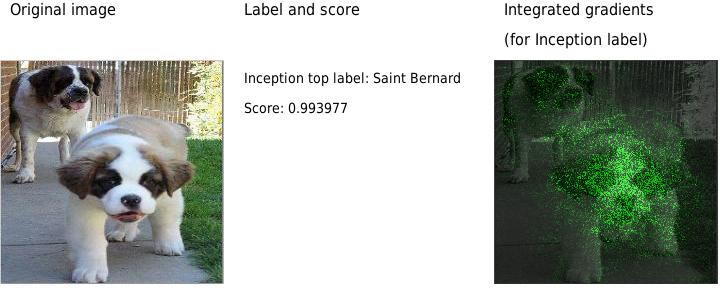 Original image
Label and score
Integrated gradients
(for Inception label)
Inception top label: Saint Bernard
Score: 0.993977